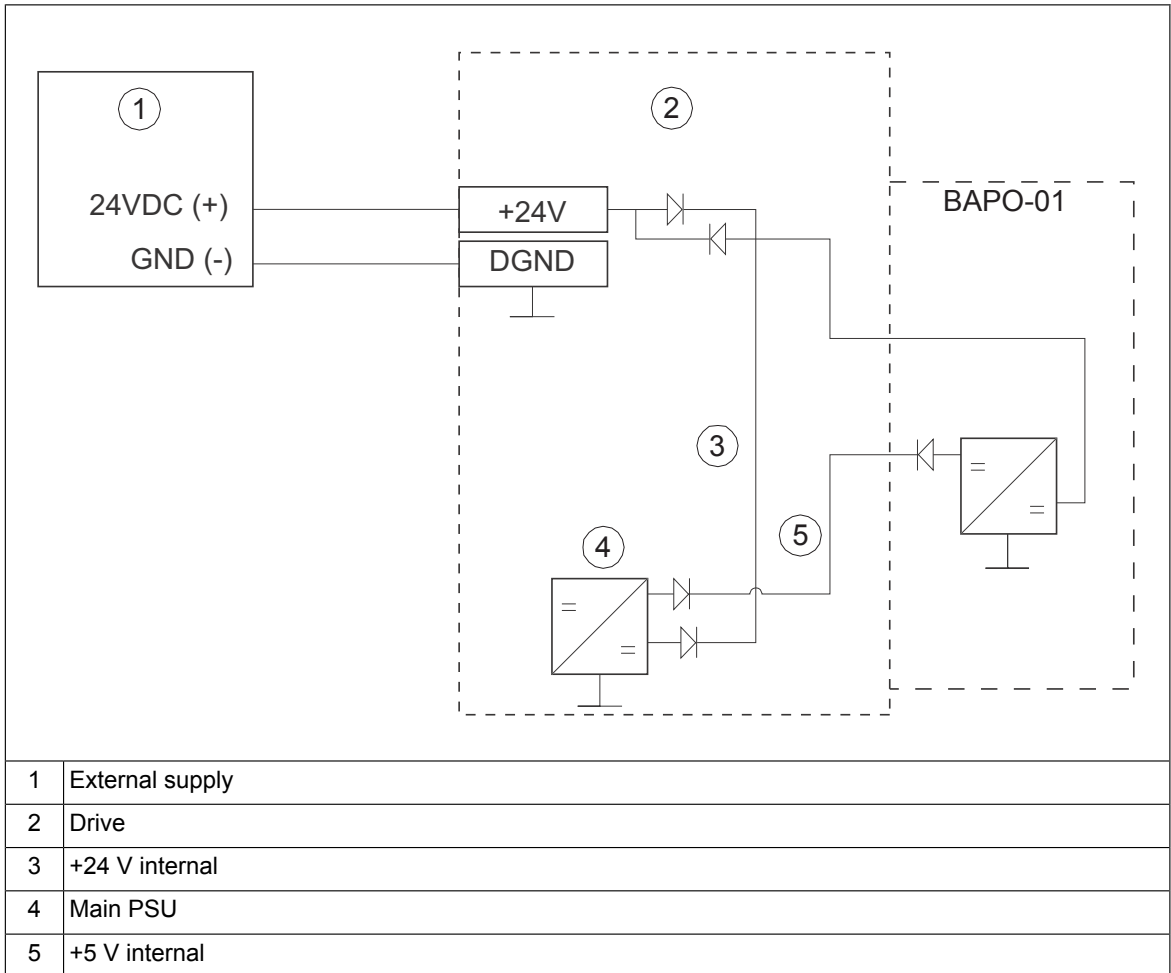 1
2
24VDC (+)
+24V
BAPO-01
GND (-)
DGND
3
5
4
1 External supply
2 Drive
3 +24 V internal
4 Main PSU
5 +5 V internal